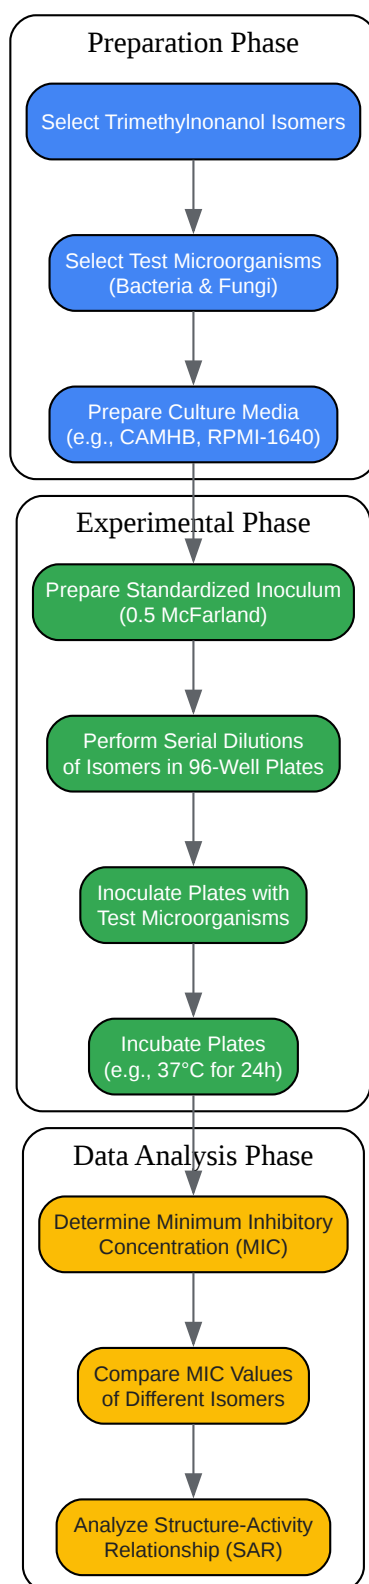 Preparation Phase
Select Trimethylnonanol Isomers
Select Test Microorganisms
(Bacteria & Fungi)
Prepare Culture Media
(e.g., CAMHB, RPMI-1640)
Experimental Phase
Prepare Standardized Inoculum
(0.5 McFarland)
Perform Serial Dilutions
of Isomers in 96-Well Plates
Inoculate Plates with
Test Microorganisms
Incubate Plates
(e.g., 37°C for 24h)
Data Analysis Phase
Determine Minimum Inhibitory
Concentration (MIC)
Compare MIC Values
of Different Isomers
Analyze Structure-Activity
Relationship (SAR)